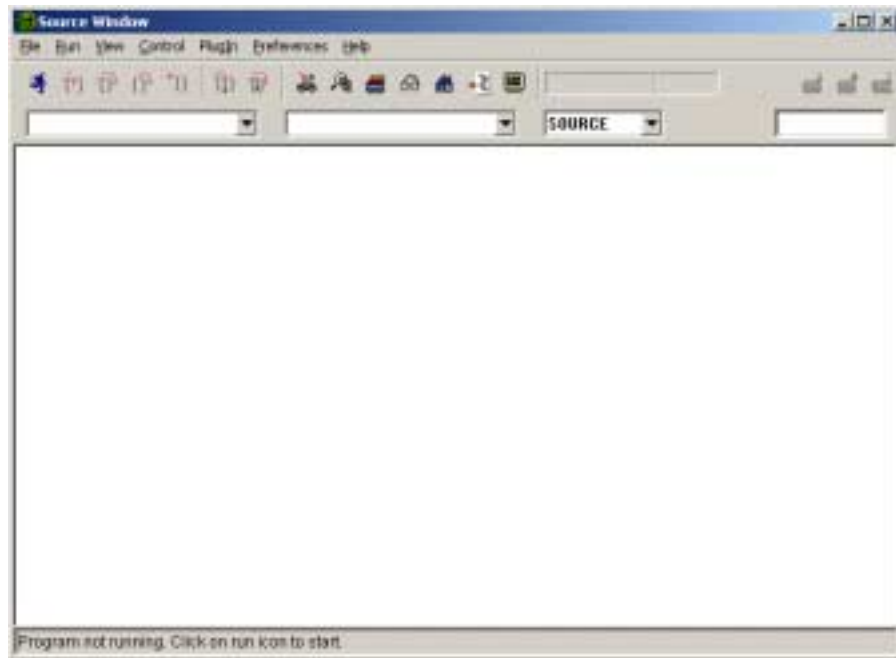 Source Window
File Run View Control PlugIn Preferences Help
SOURCE
Program not running. Click on run icon to start.